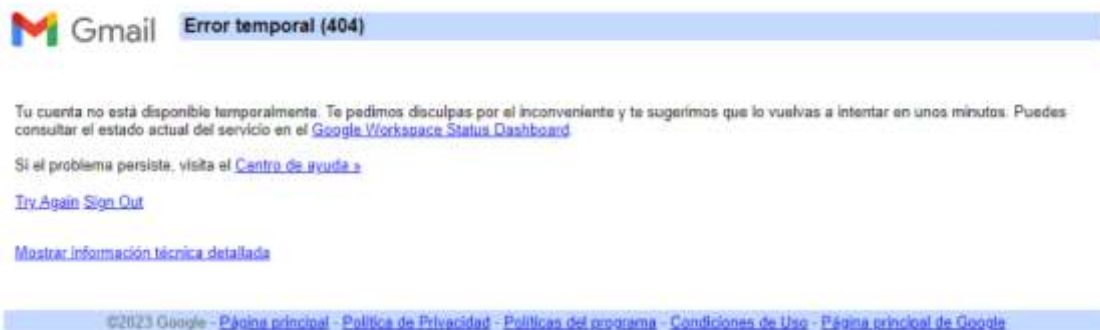 Gmail
Error temporal (404)
Tu cuenta no está disponible temporalmente. Te pedimos disculpas por el inconveniente y te sugerimos que lo vuelvas a intentar en unos minutos. Puedes
consultar el estado actual del servicio en el Google Workspace Status Dashboard.
Si el problema persiste, visita el Centro de ayuda »
Try Again Sign Out
Mostrar información técnica detallada
©2023 Google - Página principal - Política de Privacidad - Políticas del programa - Condiciones de Uso - Página principal de Google